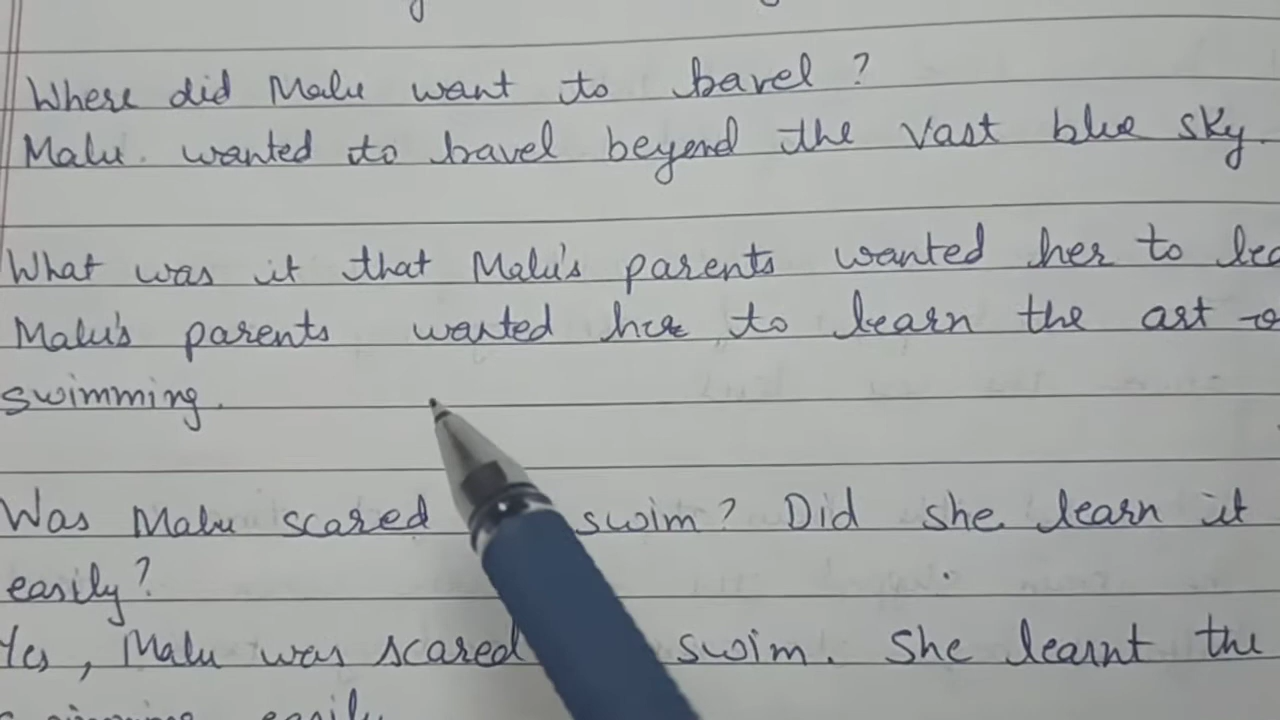 Where did Malu want to travel ?
Malu wanted to travel beyond the vast blue sky.
What was it that Malu's parents wanted her to lea
Malu's parents wanted her to learn the art o
swimming.
Was Malu scared swim? Did she learn it
easily?
Yes, Malu was scared swim. She learnt the
easily